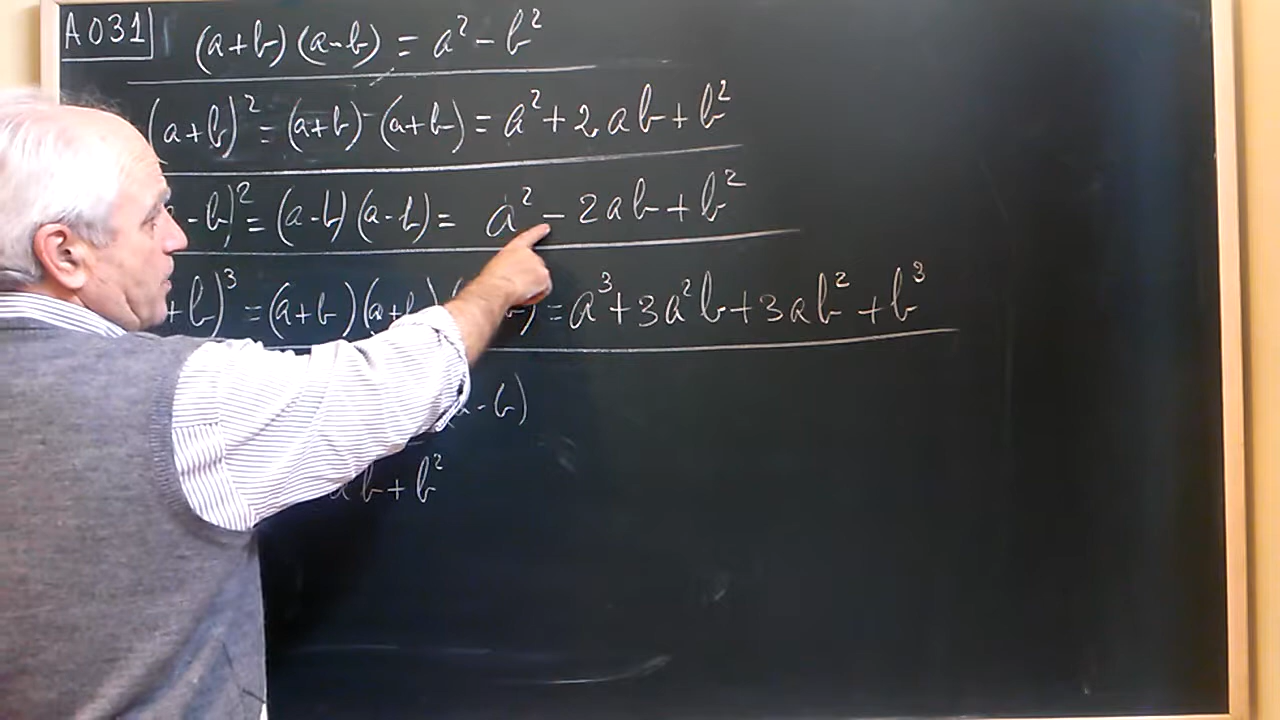 A031
(a+b)(a-b) = a² - b²
(a+b)² = (a+b) (a+b) = a² + 2ab + b²
- b)² = (a-b)(a-b) = a² - 2ab + b²
+ b)³ = (a+b)(a+b)( b) = a³ + 3a²b + 3ab² + b³
(a-b)
ab + b²